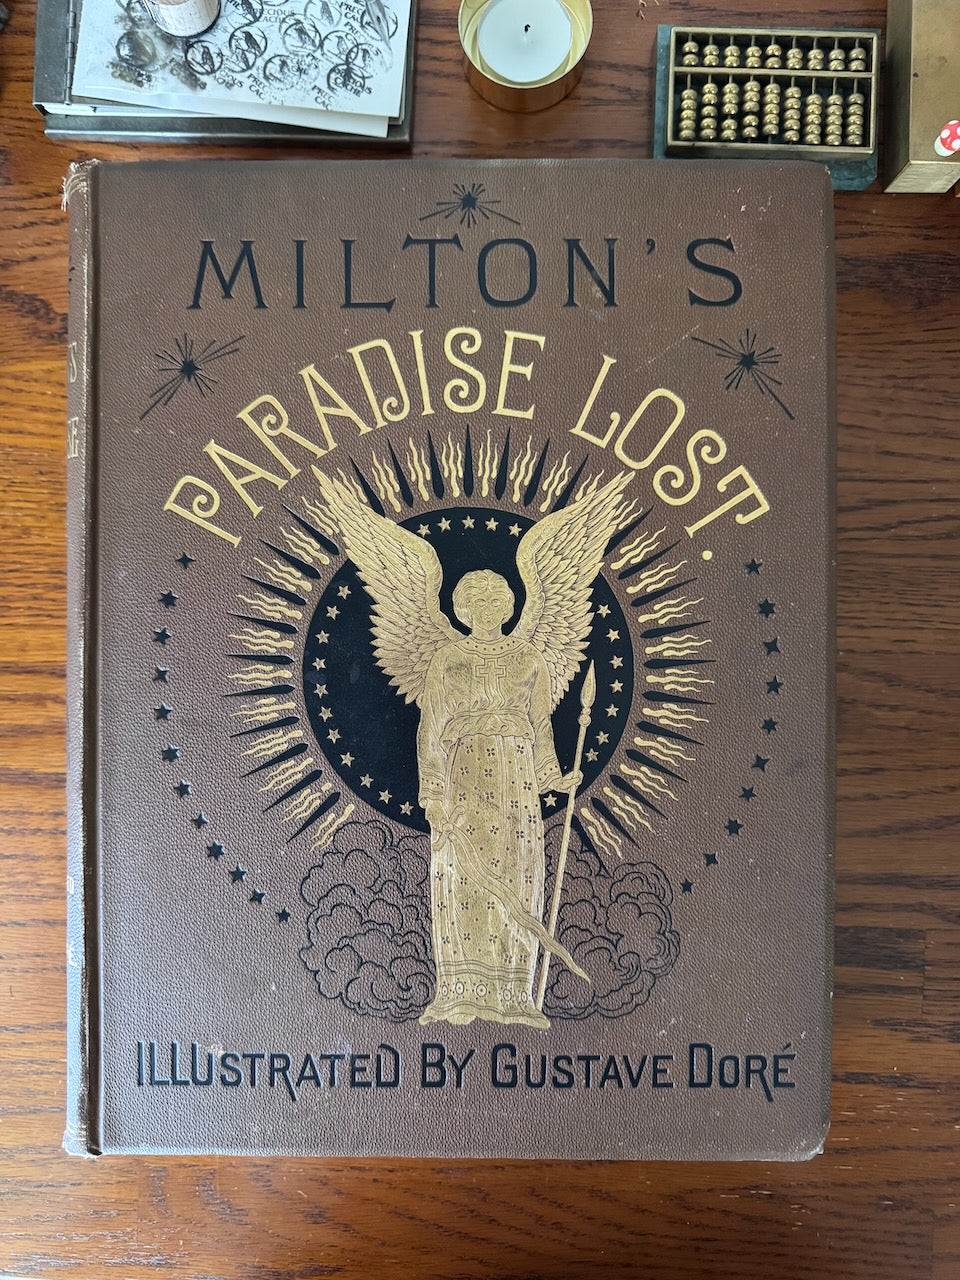 MILTON'S
PARADISE LOST.
ILLUSTRATED BY GUSTAVE DORÉ